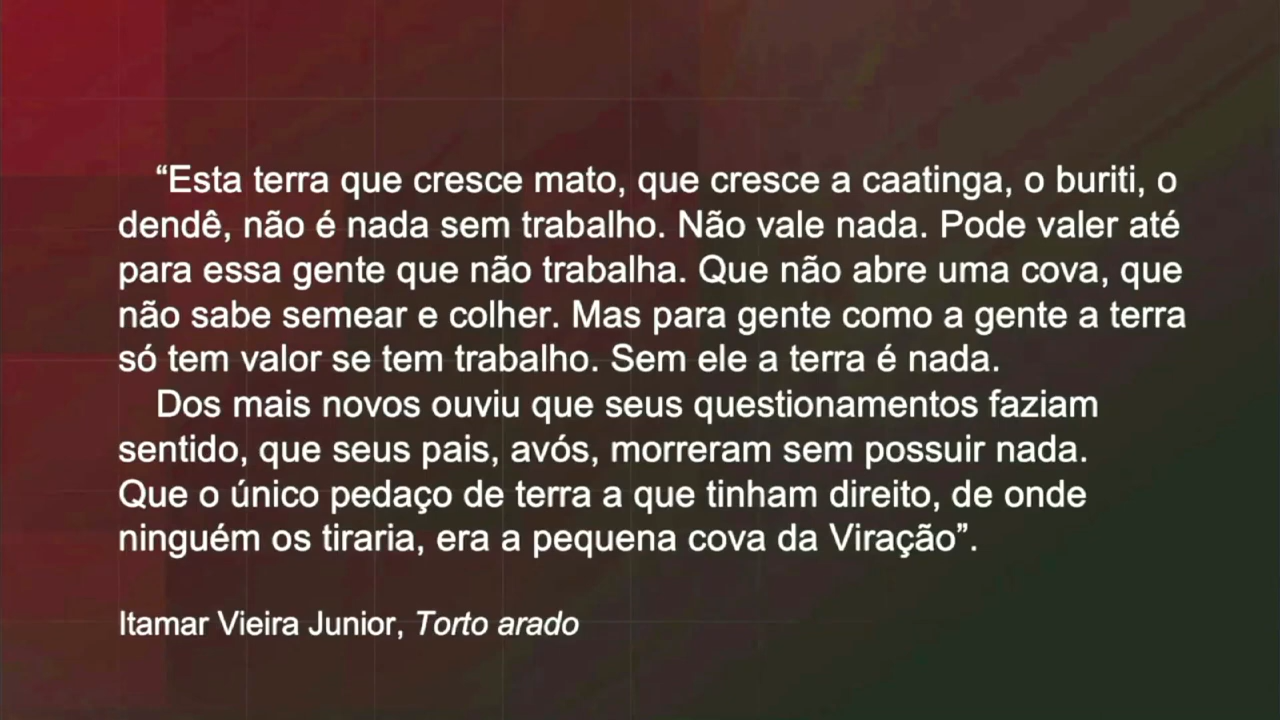 “Esta terra que cresce mato, que cresce a caatinga, o buriti, o
dendê, não é nada sem trabalho. Não vale nada. Pode valer até
para essa gente que não trabalha. Que não abre uma cova, que
não sabe semear e colher. Mas para gente como a gente a terra
só tem valor se tem trabalho. Sem ele a terra é nada.
Dos mais novos ouviu que seus questionamentos faziam
sentido, que seus pais, avós, morreram sem possuir nada.
Que o único pedaço de terra a que tinham direito, de onde
ninguém os tiraria, era a pequena cova da Viração”.
Itamar Vieira Junior, Torto arado